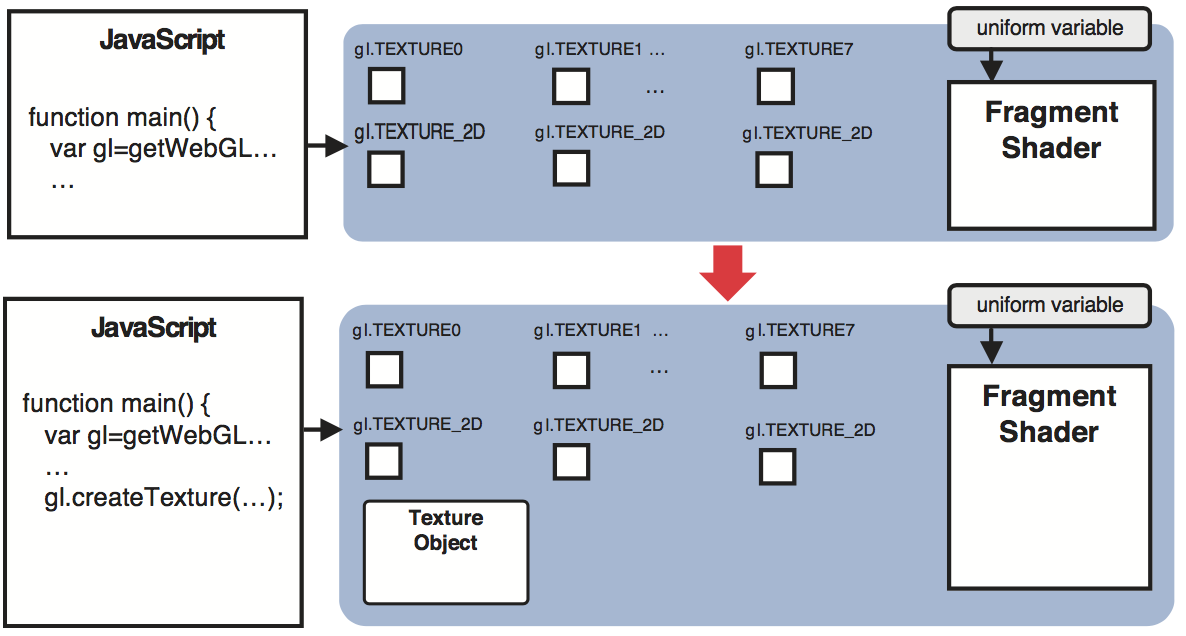 JavaScript
function main() {
var gl=getWebGL...
...
gl.TEXTURE0
gl.TEXTURE1 ...
gl.TEXTURE7
...
gl.TEXTURE_2D
gl.TEXTURE_2D
gl.TEXTURE_2D
uniform variable
Fragment
Shader
JavaScript
function main() {
var gl=getWebGL...
...
gl.createTexture(...);
gl.TEXTURE0
gl.TEXTURE1 ...
gl.TEXTURE7
...
gl.TEXTURE_2D
gl.TEXTURE_2D
gl.TEXTURE_2D
Texture
Object
uniform variable
Fragment
Shader